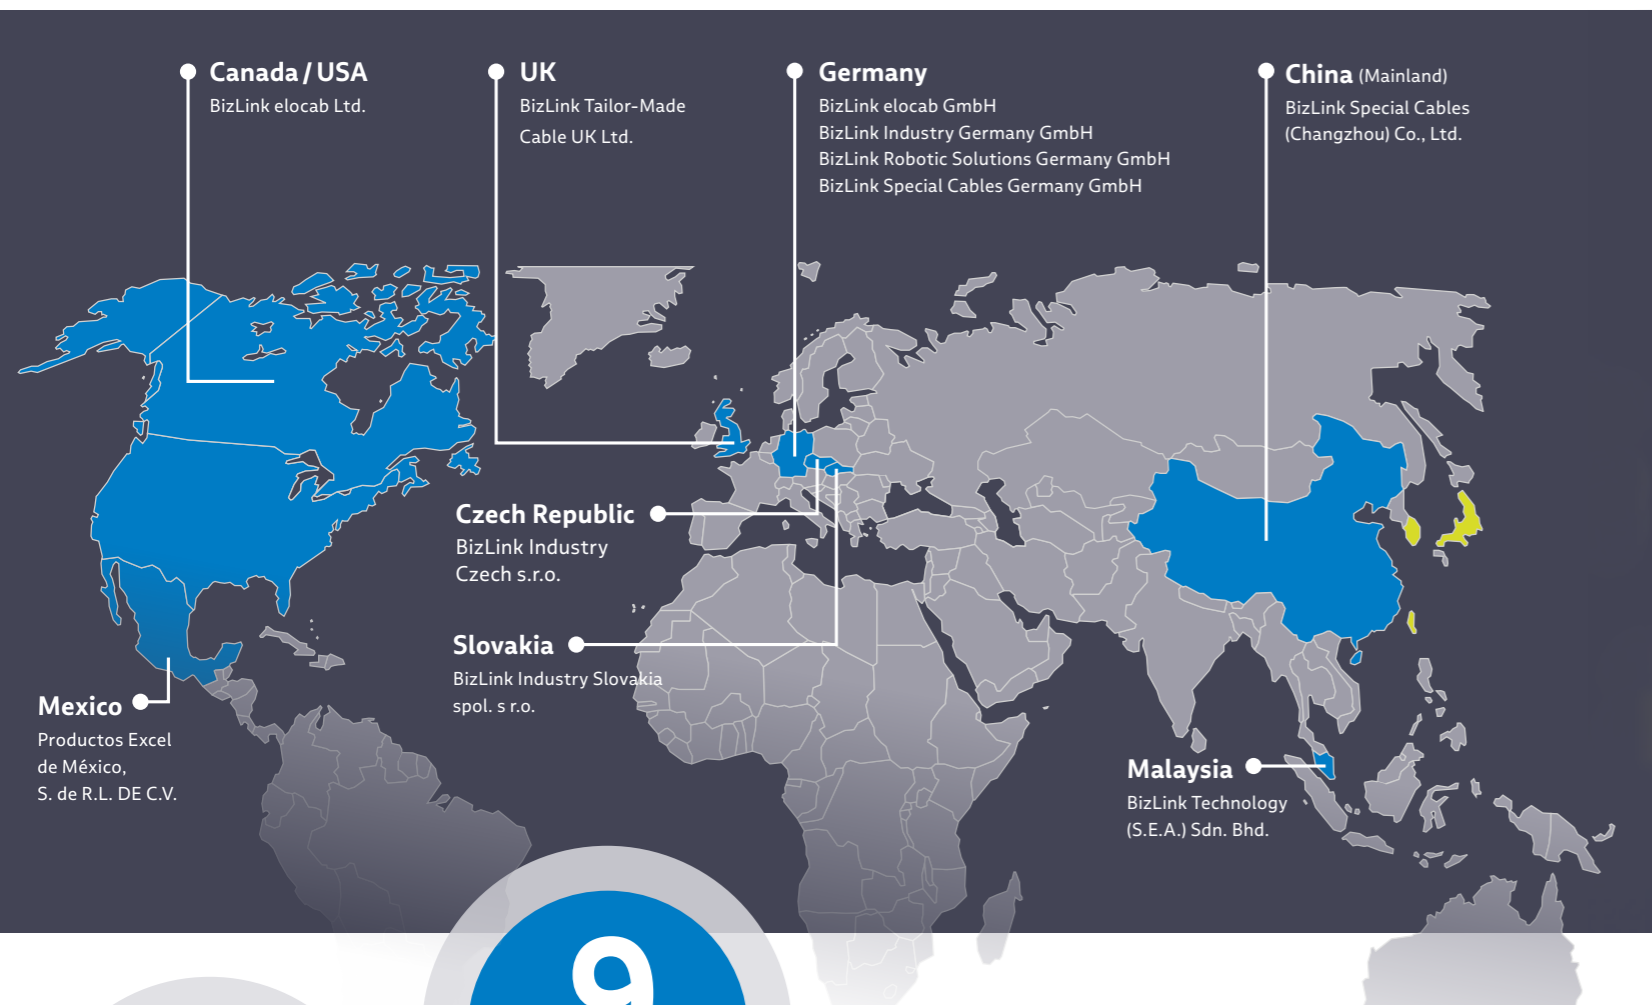 Canada / USA
BizLink elocab Ltd.
UK
BizLink Tailor-Made
Cable UK Ltd.
Germany
BizLink elocab GmbH
BizLink Industry Germany GmbH
BizLink Robotic Solutions Germany GmbH
BizLink Special Cables Germany GmbH
China (Mainland)
BizLink Special Cables
(Changzhou) Co., Ltd.
Czech Republic
BizLink Industry
Czech s.r.o.
Slovakia
BizLink Industry Slovakia
spol. s r.o.
Mexico
Productos Excel
de México,
S. de R.L. DE C.V.
Malaysia
BizLink Technology
(S.E.A.) Sdn. Bhd.
9